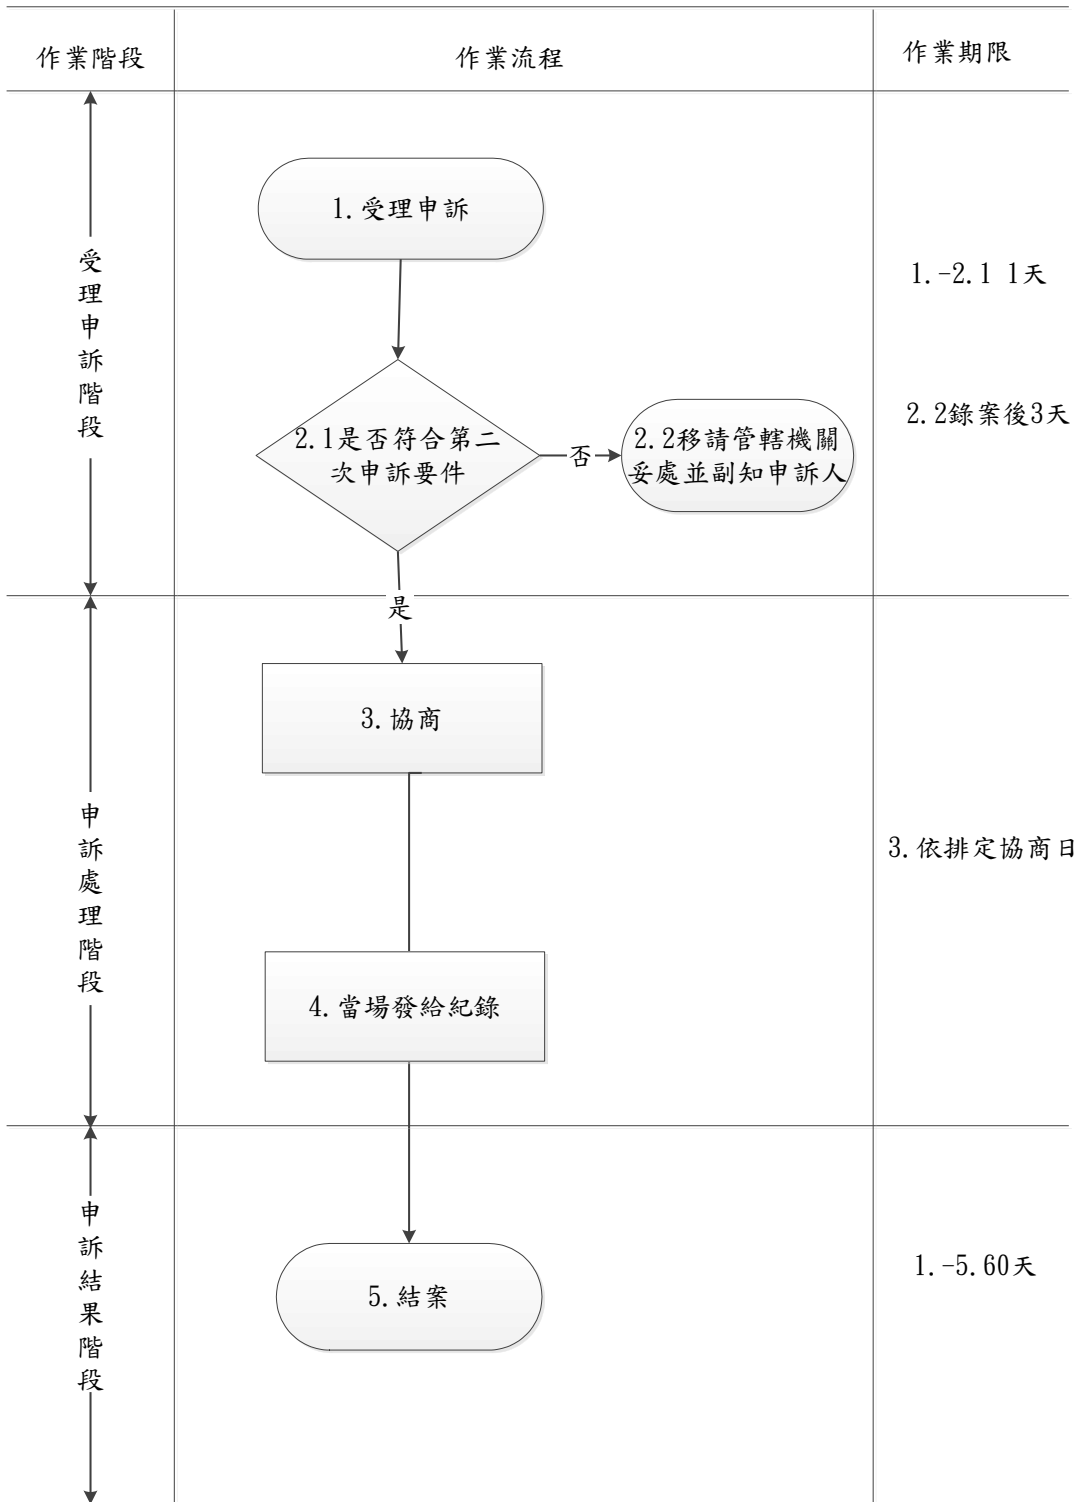 作業階段
作業流程
作業期限
受理申訴階段
1.受理申訴
1.-2.1 1天
2.1是否符合第二
次申訴要件
否
2.2移請管轄機關
妥處並副知申訴人
2.2錄案後3天
是
申訴處理階段
3.協商
3.依排定協商日
4.當場發給紀錄
申訴結果階段
5.結案
1.-5.60天